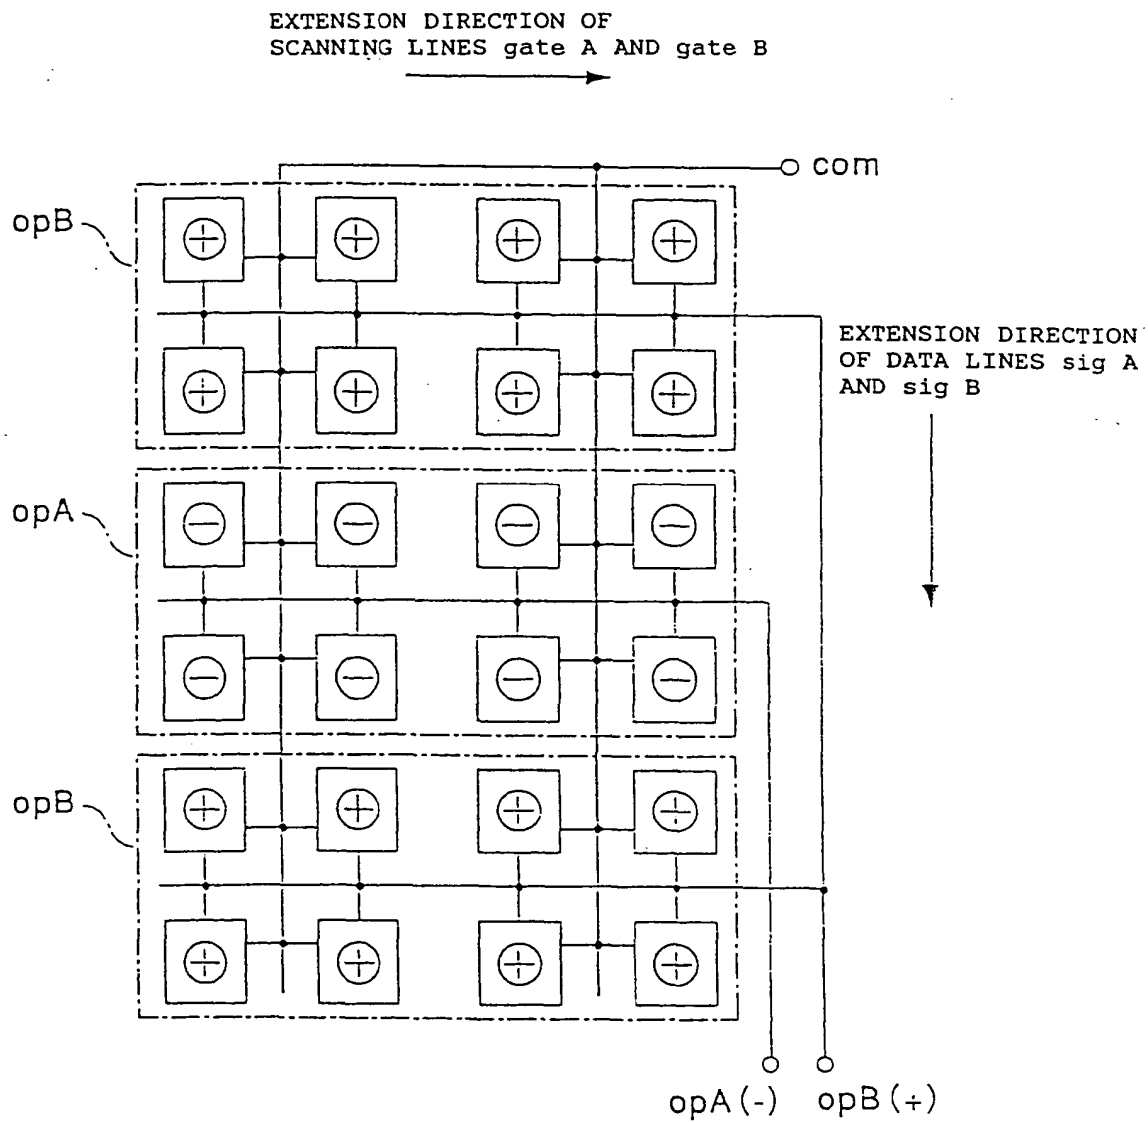 EXTENSION DIRECTION OF
SCANNING LINES gate A AND gate B
com
opB
EXTENSION DIRECTION
OF DATA LINES sig A
AND sig B
opA
opB
opA(-) opB(+)